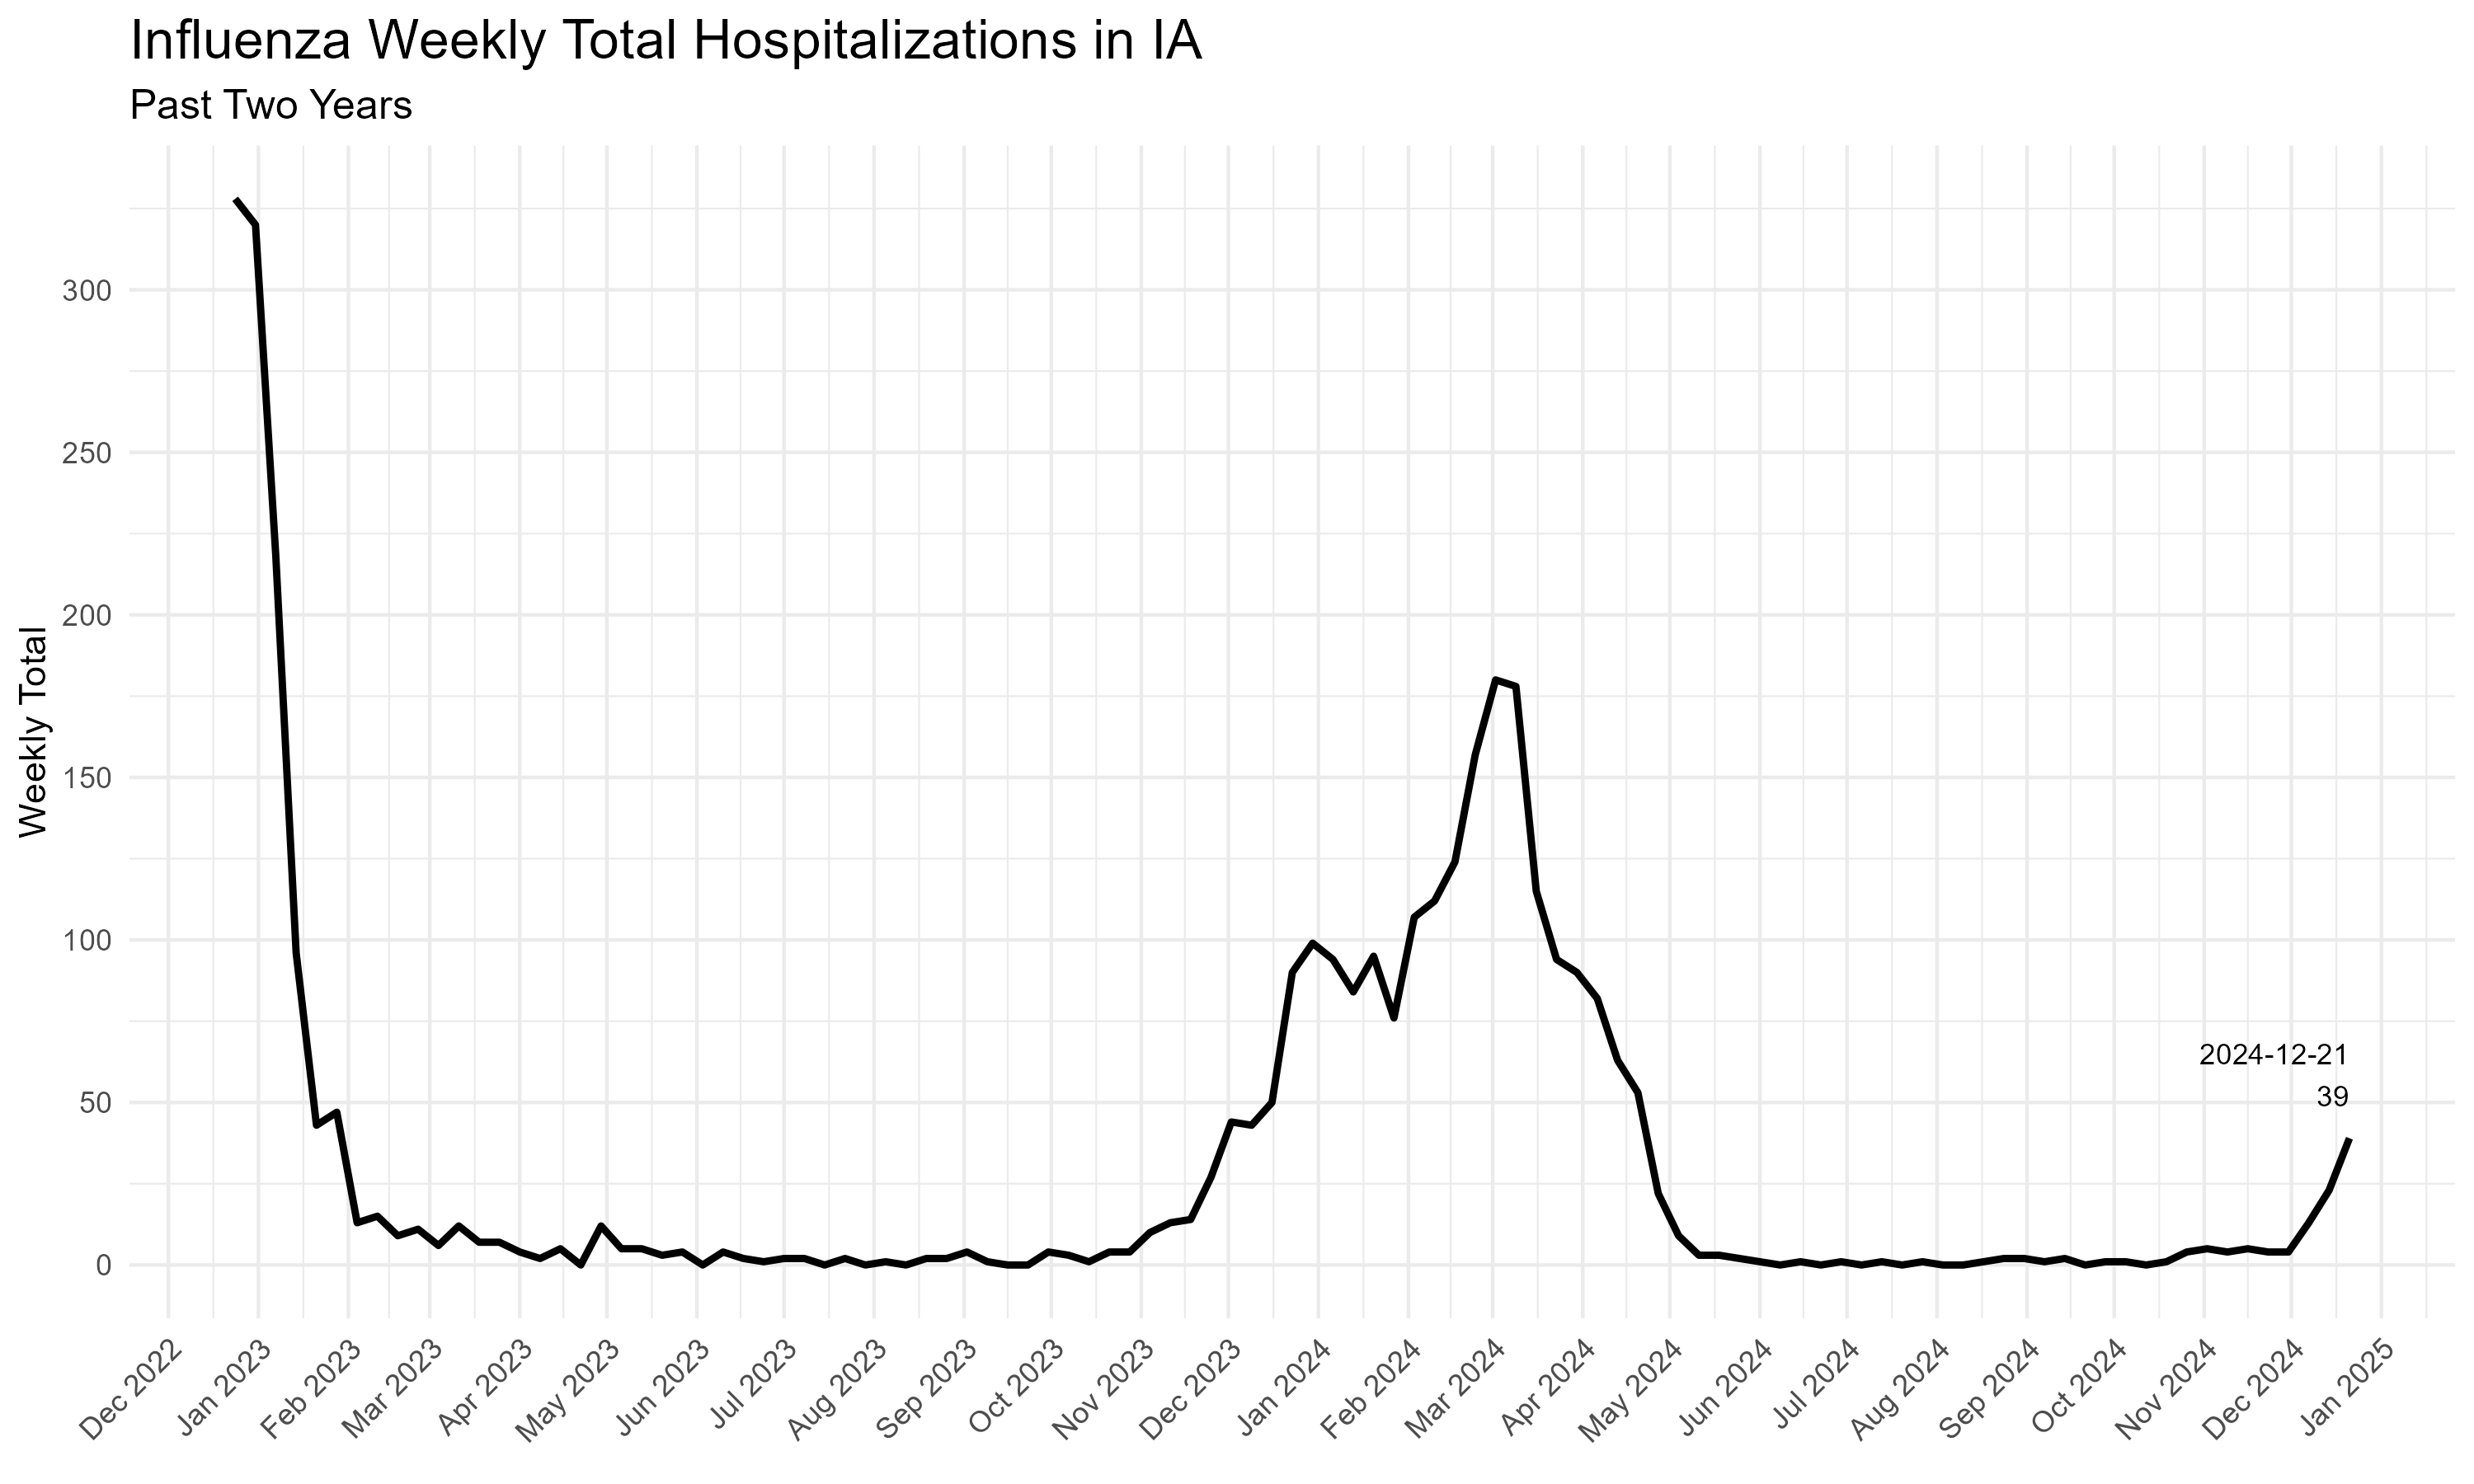 Influenza Weekly Total Hospitalizations in IA
Past Two Years
Weekly Total
300
250
200
150
100
50
0
2024-12-21
39
Dec 2022
Jan 2023
Feb 2023
Mar 2023
Apr 2023
May 2023
Jun 2023
Jul 2023
Aug 2023
Sep 2023
Oct 2023
Nov 2023
Dec 2023
Jan 2024
Feb 2024
Mar 2024
Apr 2024
May 2024
Jun 2024
Jul 2024
Aug 2024
Sep 2024
Oct 2024
Nov 2024
Dec 2024
Jan 2025